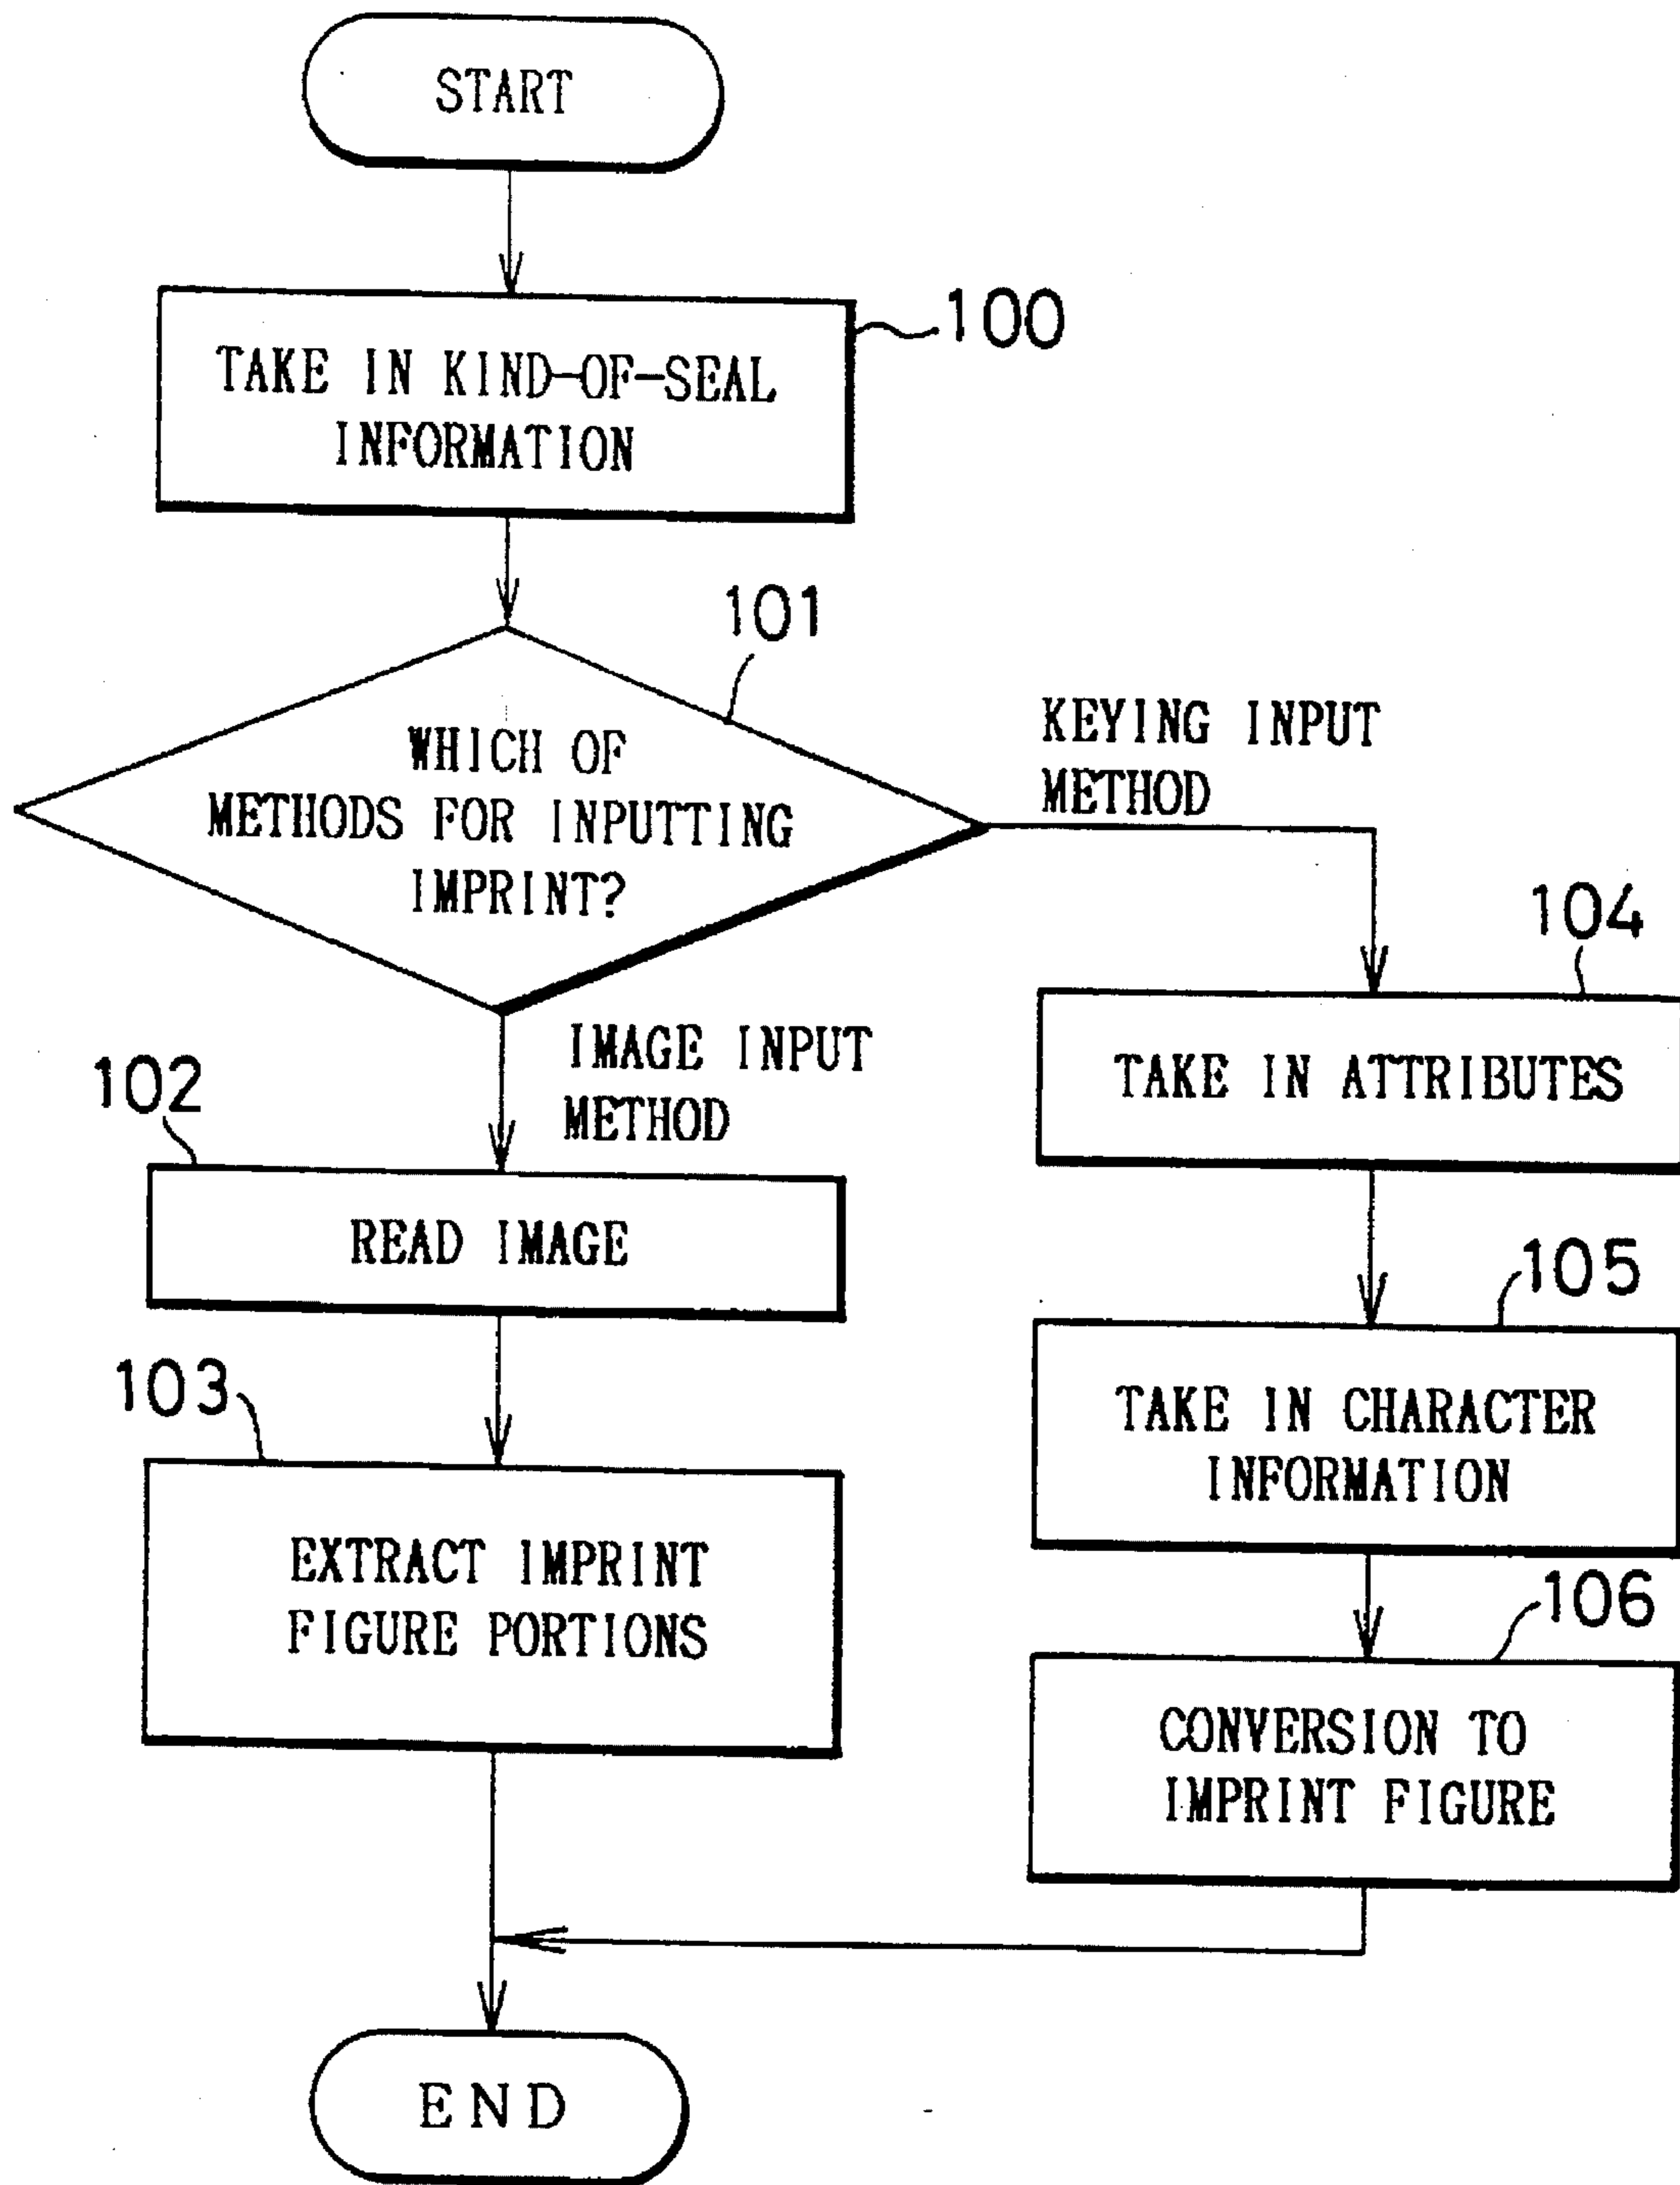 START
100
TAKE IN KIND-OF-SEAL
INFORMATION
101
WHICH OF
METHODS FOR INPUTTING
IMPRINT?
KEYING INPUT
METHOD
IMAGE INPUT
METHOD
102
READ IMAGE
103
EXTRACT IMPRINT
FIGURE PORTIONS
104
TAKE IN ATTRIBUTES
105
TAKE IN CHARACTER
INFORMATION
106
CONVERSION TO
IMPRINT FIGURE
END